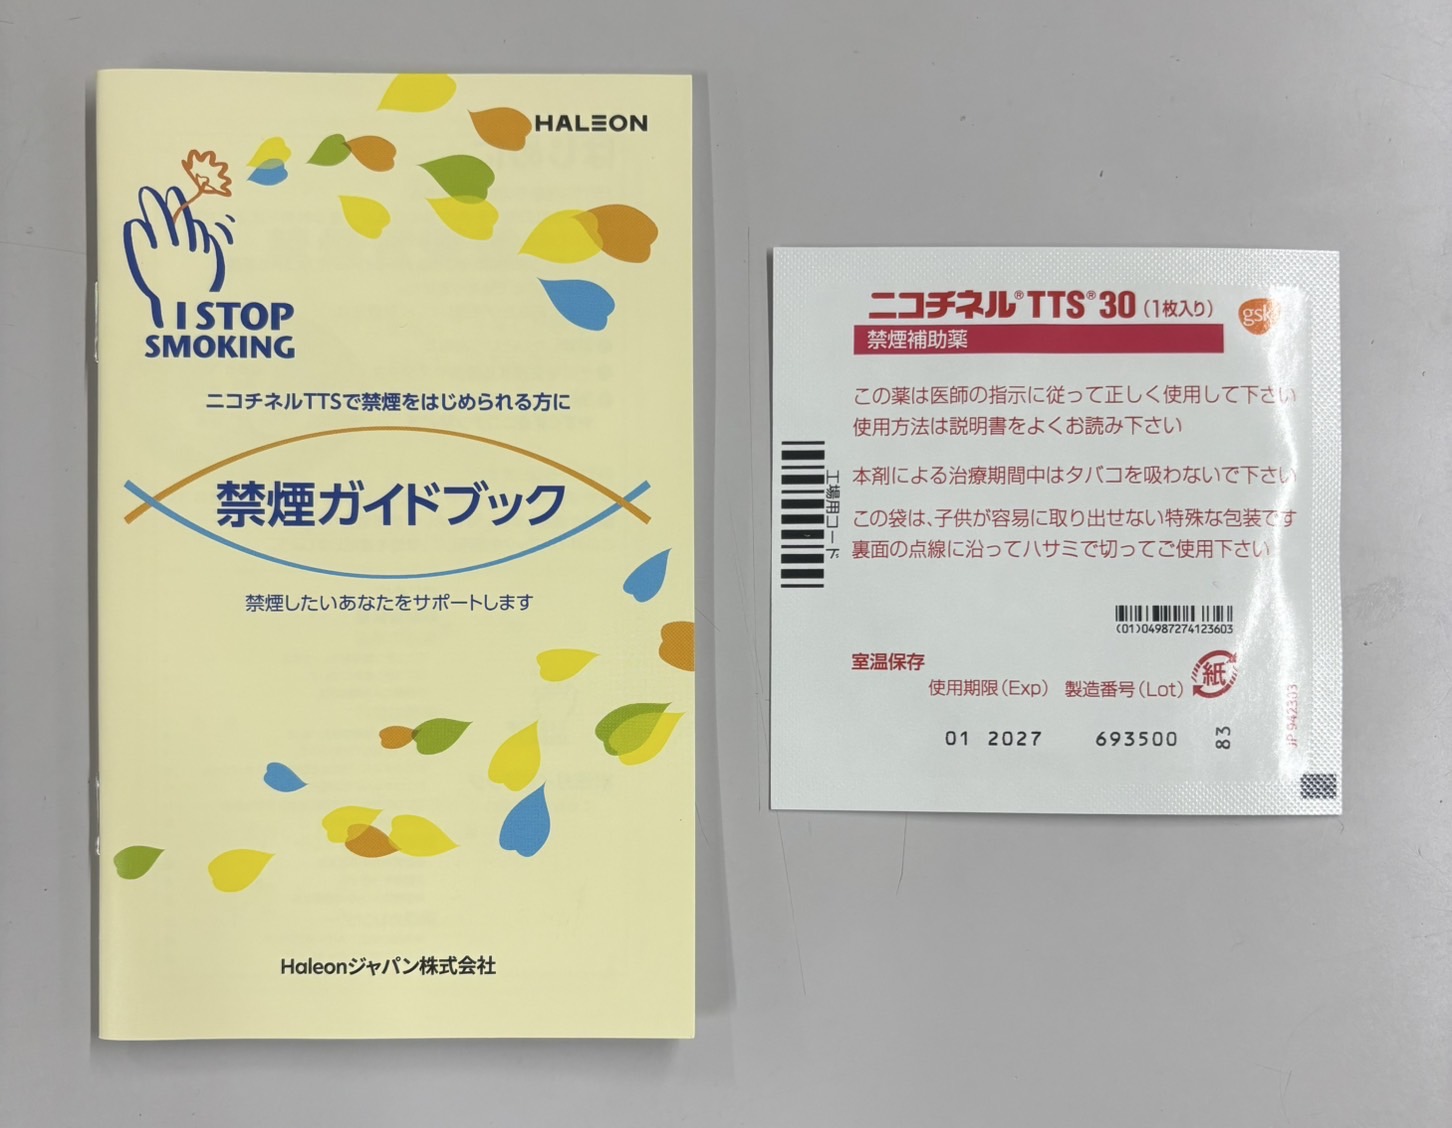 HALEON
I STOP
SMOKING
ニコチネルTTSで禁煙をはじめられる方に
禁煙ガイドブック
禁煙したいあなたをサポートします
Haleonジャパン株式会社
ニコチネル®TTS®30(1枚入り)
gsk
禁煙補助薬
この薬は医師の指示に従って正しく使用して下さい
使用方法は説明書をよくお読み下さい
本剤による治療期間中はタバコを吸わないで下さい
この袋は、子供が容易に取り出せない特殊な包装です
裏面の点線に沿ってハサミで切ってご使用下さい
工場用コード
(01)04987274123603
室温保存
紙
使用期限(Exp) 製造番号(Lot)
01 2027 693500 83
JP 942303